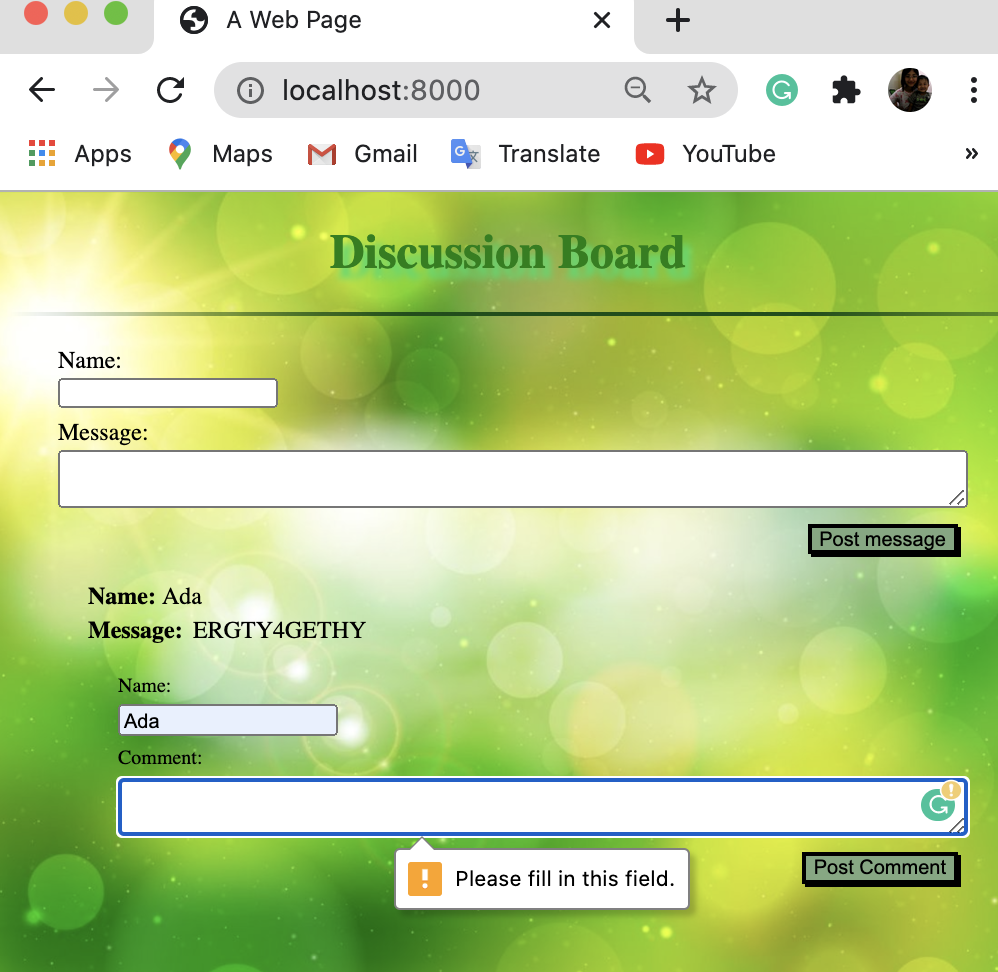 A Web Page
localhost:8000
Apps Maps Gmail Translate YouTube »
Discussion Board
Name:
Message:
Post message
Name: Ada
Message: ERGTY4GETHY
Name:
Ada
Comment:
Post Comment
Please fill in this field.